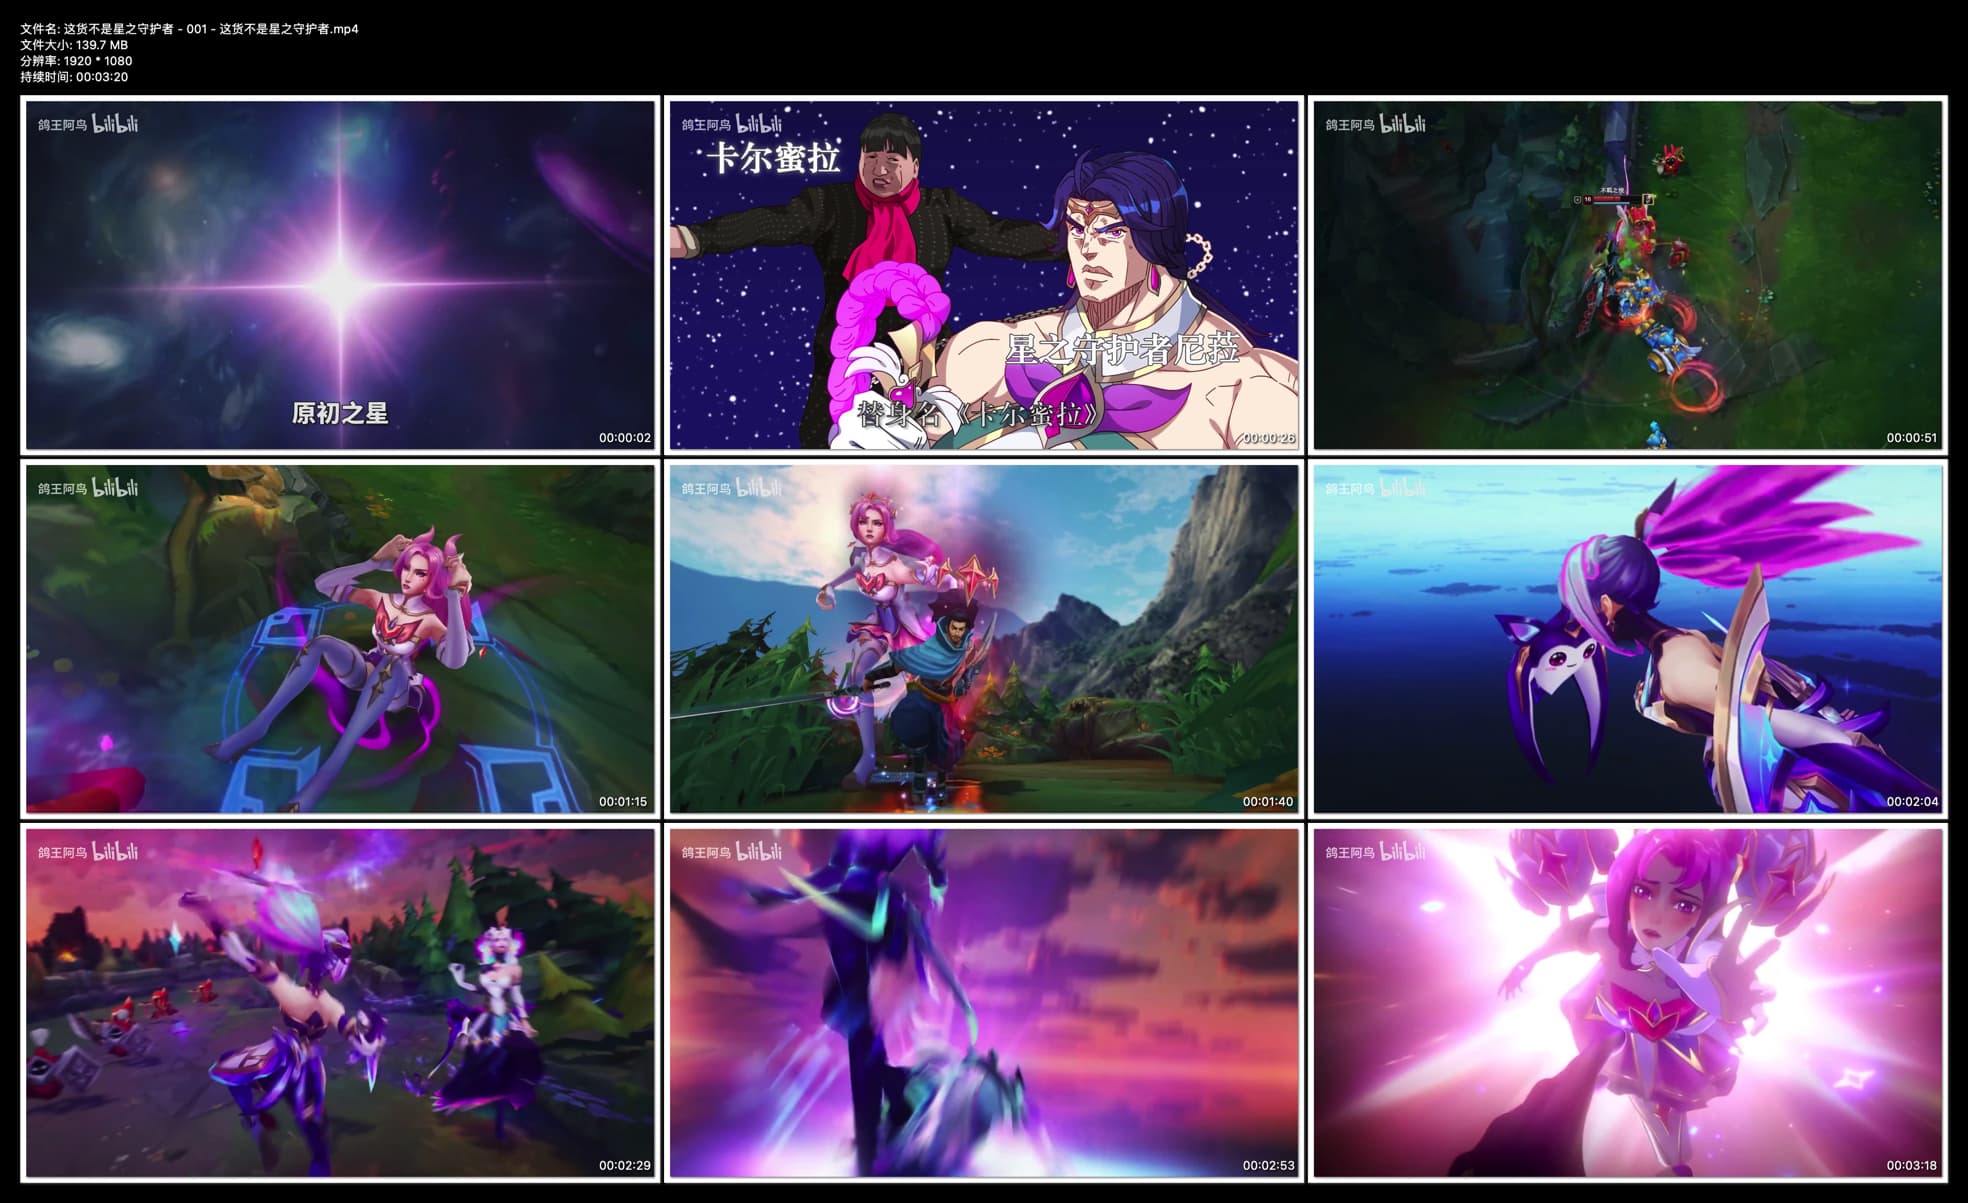 文件名: 这货不是星之守护者 - 001 - 这货不是星之守护者.mp4
文件大小: 139.7 MB
分辨率: 1920 * 1080
持续时间: 00:03:20
鸽王阿鸟 bilibili
原初之星
00:00:02
鸽王阿鸟 bilibili
卡尔蜜拉
星之守护者尼菈
替身名《卡尔蜜拉》
00:00:26
鸽王阿鸟 bilibili
16
00:00:51
鸽王阿鸟 bilibili
00:01:15
鸽王阿鸟 bilibili
00:01:40
鸽王阿鸟 bilibili
00:02:04
鸽王阿鸟 bilibili
00:02:29
鸽王阿鸟 bilibili
00:02:53
鸽王阿鸟 bilibili
00:03:18